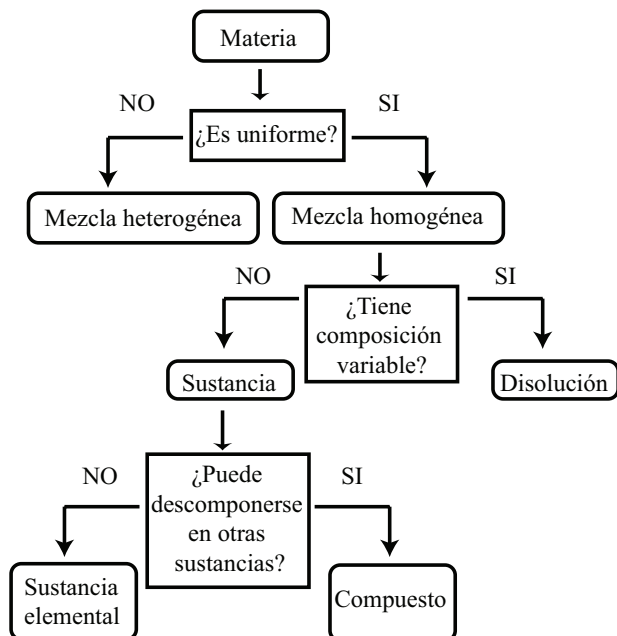 Materia
NO
SI
¿Es uniforme?
Mezcla heterogénea
Mezcla homogénea
NO
SI
¿Tiene
composición
variable?
Sustancia
Disolución
NO
SI
¿Puede
descomponerse
en otras
sustancias?
Sustancia
elemental
Compuesto